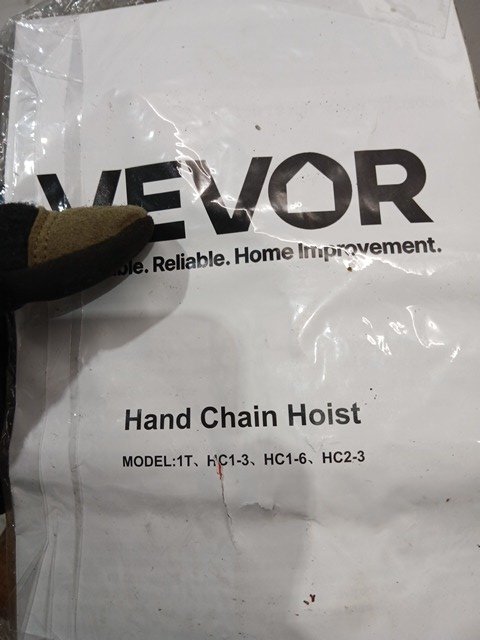 VEVOR
Reliable. Home Improvement.
Hand Chain Hoist
MODEL:1T、HC1-3、HC1-6、HC2-3